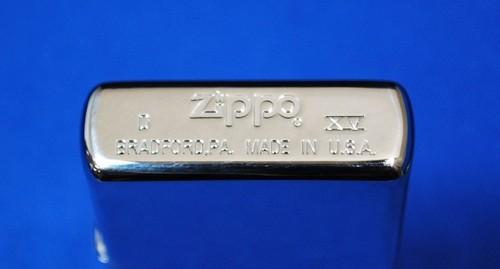 Zippo®
C XV
BRADFORD,PA. MADE IN U.S.A.